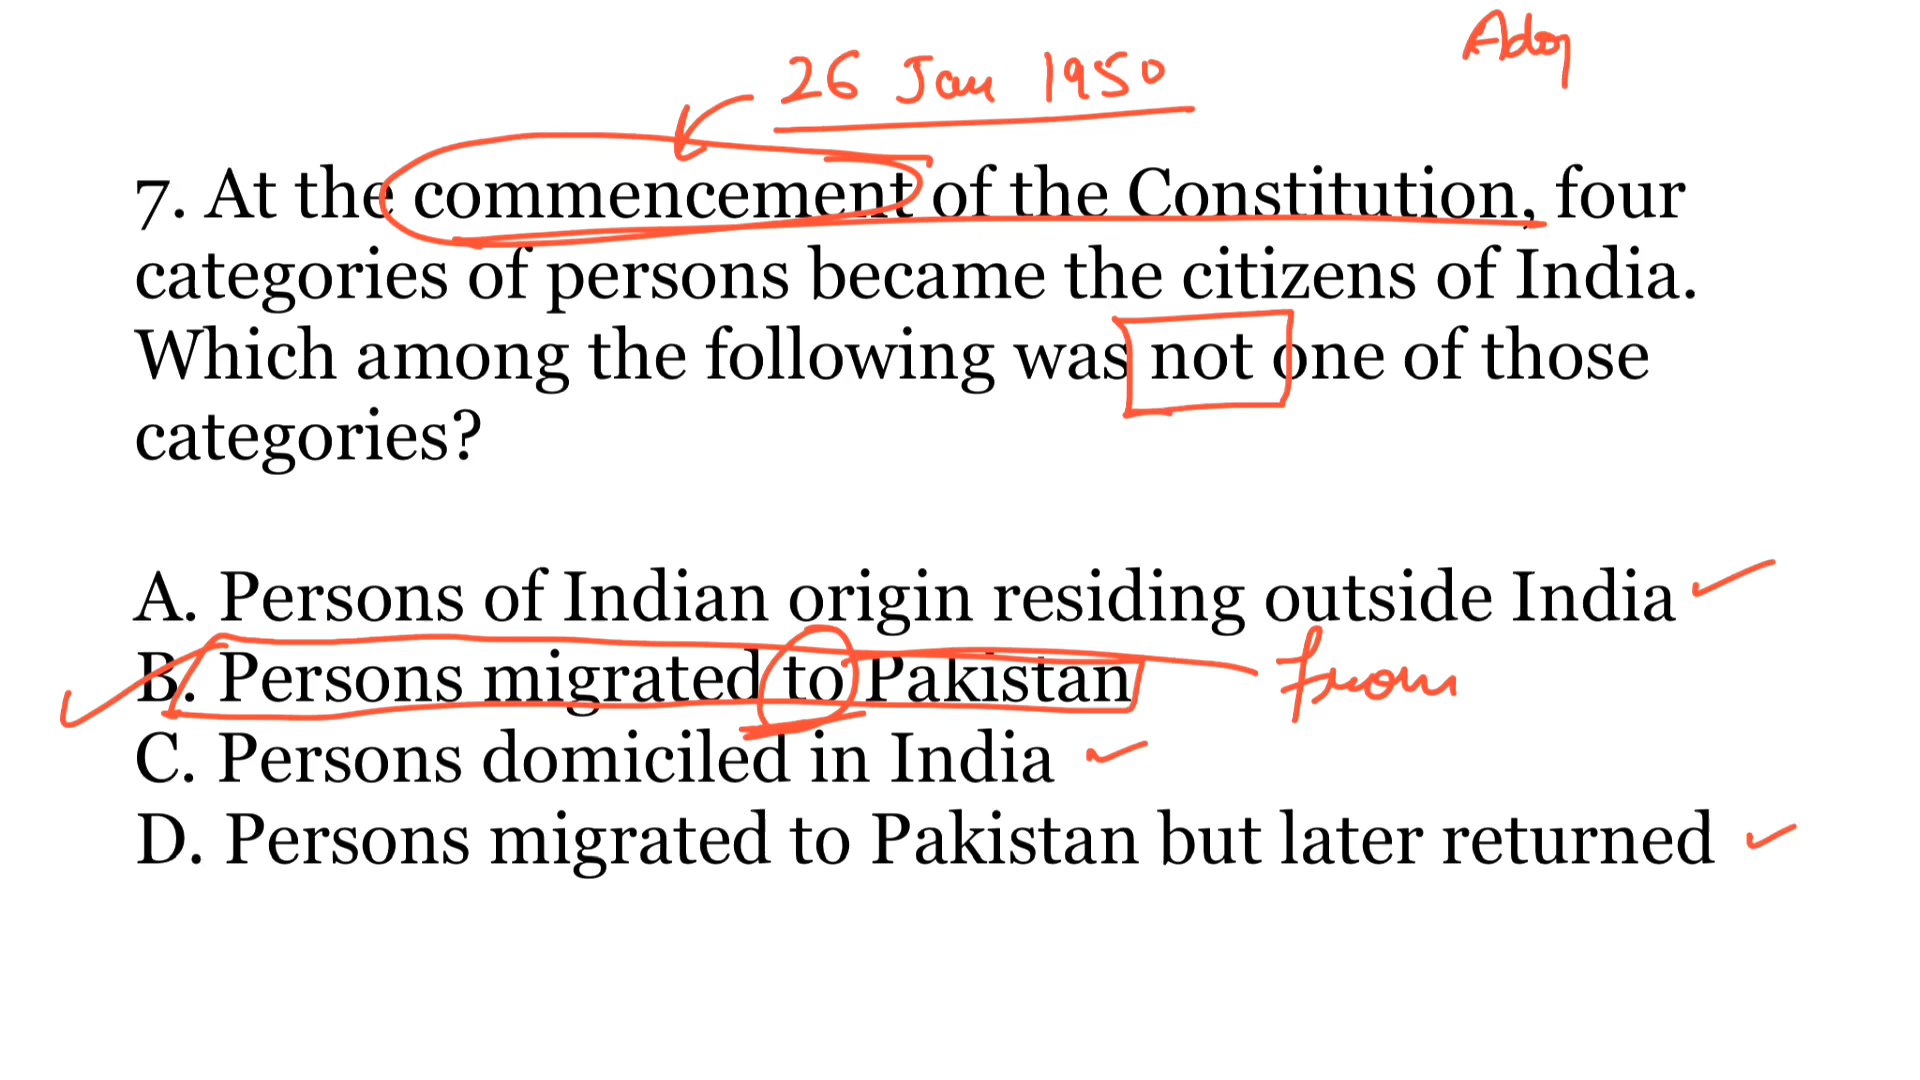 Adop
26 Jan 1950
7. At the commencement of the Constitution, four
categories of persons became the citizens of India.
Which among the following was not one of those
categories?
A. Persons of Indian origin residing outside India
B. Persons migrated to Pakistan
from
C. Persons domiciled in India
D. Persons migrated to Pakistan but later returned